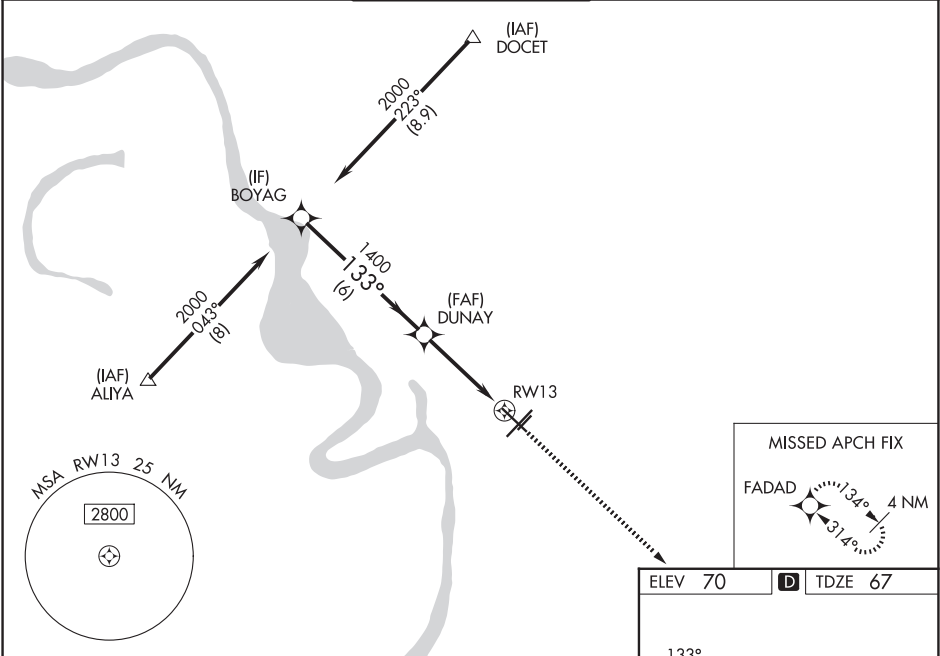 (IAF)
DOCET
2000
223°
(8.9)
(IF)
BOYAG
1400
133°
(6)
(FAF)
DUNAY
2000
043°
(8)
(IAF)
ALIYA
RW13
MSA RW13 25 NM
2800
MISSED APCH FIX
FADAD
134°
4 NM
314°
ELEV 70
D
TDZE 67
133°